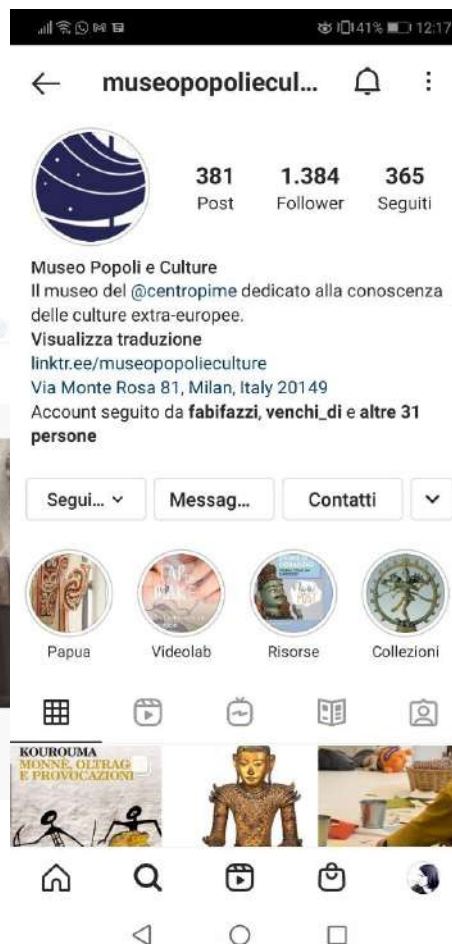 41% 12:17
museopopoliecul...
381 1.384 365
Post Follower Seguiti
Museo Popoli e Culture
Il museo del @centropime dedicato alla conoscenza
delle culture extra-europee.
Visualizza traduzione
linktr.ee/museopopolieculture
Via Monte Rosa 81, Milan, Italy 20149
Account seguito da fabifazzi, venchi_di e altre 31
persone
Segui... Messag... Contatti
Papua Videolab Risorse Collezioni
KOUROUMA
MONNÈ, OLTRAG
E PROVOCAZIONI